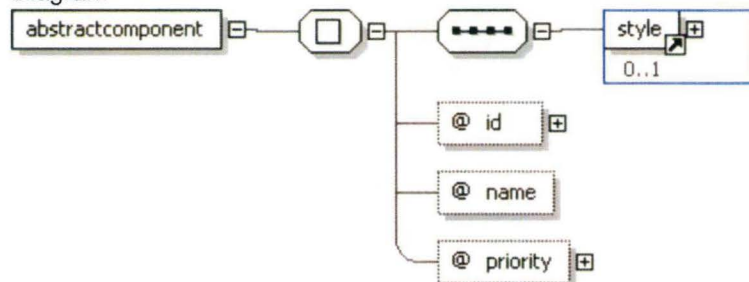 abstractcomponent
style
0..1
@ id
@ name
@ priority